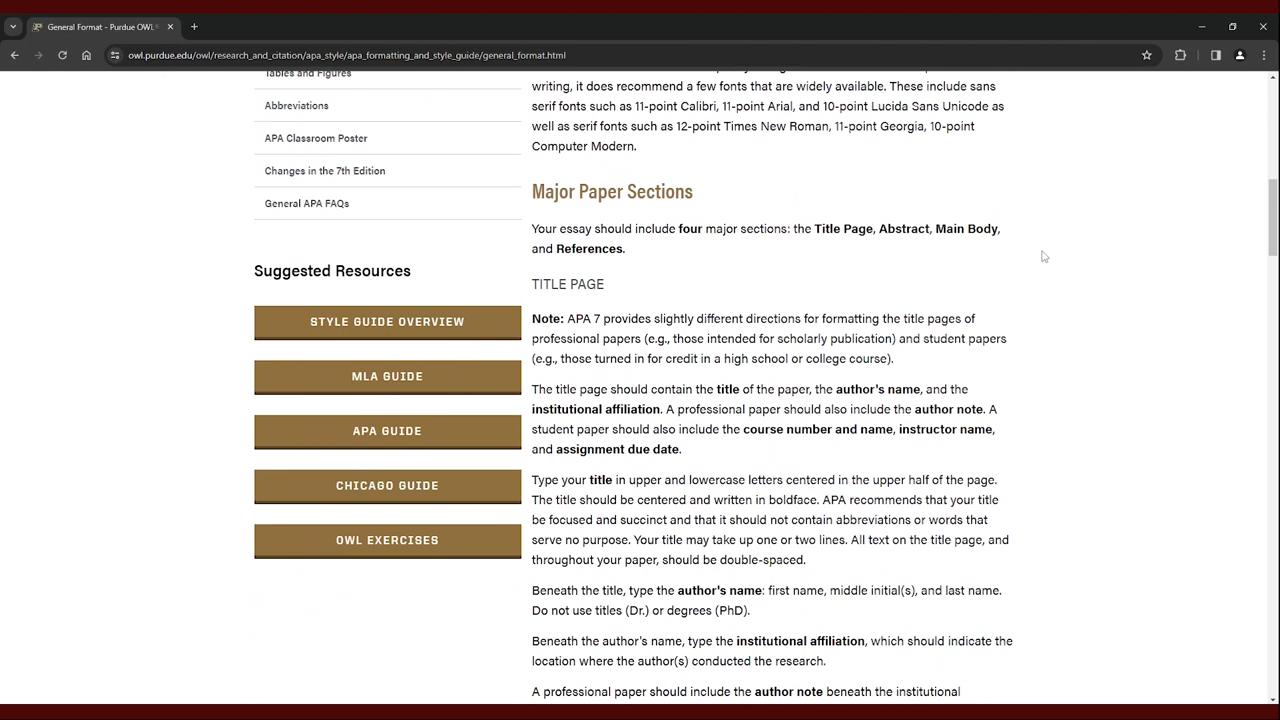 General Format - Purdue OWL®
owl.purdue.edu/owl/research_and_citation/apa_style/apa_formatting_and_style_guide/general_format.html
Tables and Figures
Abbreviations
APA Classroom Poster
Changes in the 7th Edition
General APA FAQs
Suggested Resources
STYLE GUIDE OVERVIEW
MLA GUIDE
APA GUIDE
CHICAGO GUIDE
OWL EXERCISES
writing, it does recommend a few fonts that are widely available. These include sans
serif fonts such as 11-point Calibri, 11-point Arial, and 10-point Lucida Sans Unicode as
well as serif fonts such as 12-point Times New Roman, 11-point Georgia, 10-point
Computer Modern.
Major Paper Sections
Your essay should include four major sections: the Title Page, Abstract, Main Body,
and References.
TITLE PAGE
Note: APA 7 provides slightly different directions for formatting the title pages of
professional papers (e.g., those intended for scholarly publication) and student papers
(e.g., those turned in for credit in a high school or college course).
The title page should contain the title of the paper, the author's name, and the
institutional affiliation. A professional paper should also include the author note. A
student paper should also include the course number and name, instructor name,
and assignment due date.
Type your title in upper and lowercase letters centered in the upper half of the page.
The title should be centered and written in boldface. APA recommends that your title
be focused and succinct and that it should not contain abbreviations or words that
serve no purpose. Your title may take up one or two lines. All text on the title page, and
throughout your paper, should be double-spaced.
Beneath the title, type the author's name: first name, middle initial(s), and last name.
Do not use titles (Dr.) or degrees (PhD).
Beneath the author's name, type the institutional affiliation, which should indicate the
location where the author(s) conducted the research.
A professional paper should include the author note beneath the institutional